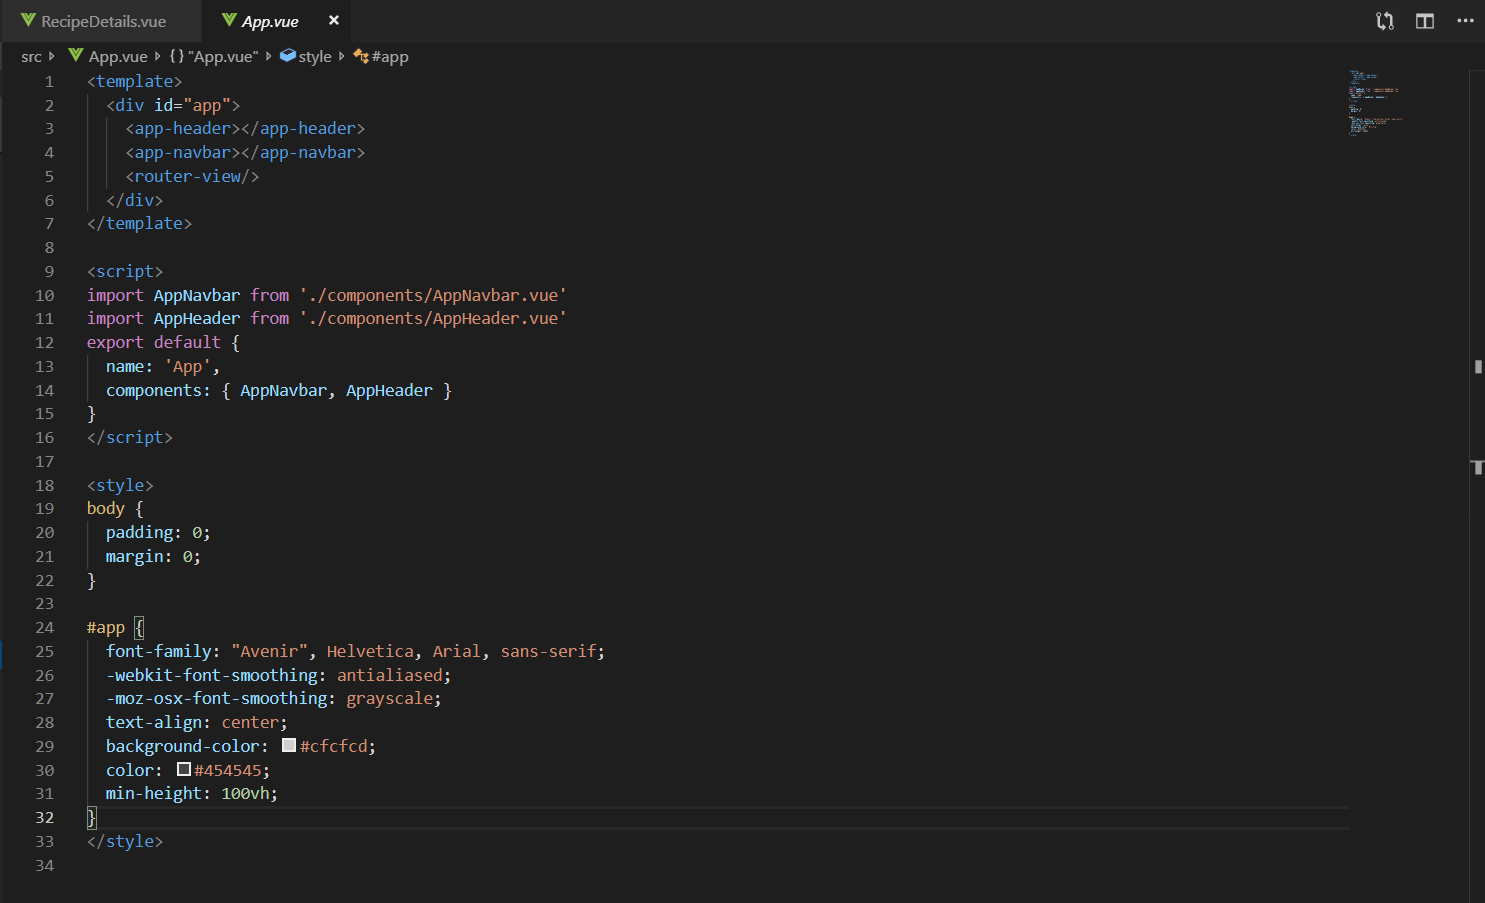 RecipeDetails.vue App.vue
src App.vue {} "App.vue" style #app
1 <template>
2 <div id="app">
3 <app-header></app-header>
4 <app-navbar></app-navbar>
5 <router-view/>
6 </div>
7 </template>
8
9 <script>
10 import AppNavbar from './components/AppNavbar.vue'
11 import AppHeader from './components/AppHeader.vue'
12 export default {
13 name: 'App',
14 components: { AppNavbar, AppHeader }
15 }
16 </script>
17
18 <style>
19 body {
20 padding: 0;
21 margin: 0;
22 }
23
24 #app {
25 font-family: "Avenir", Helvetica, Arial, sans-serif;
26 -webkit-font-smoothing: antialiased;
27 -moz-osx-font-smoothing: grayscale;
28 text-align: center;
29 background-color: #cfcfcd;
30 color: #454545;
31 min-height: 100vh;
32 }
33 </style>
34